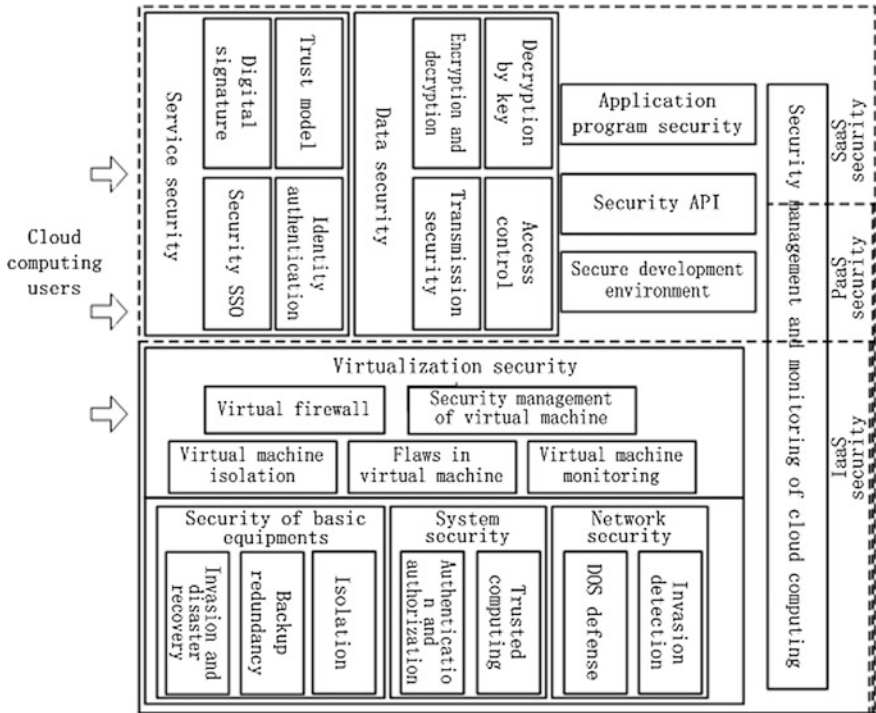 Cloud
computing
users
Service security
Digital
signature
Trust model
Security SSO
Identity
authentication
Data security
Encryption and
decryption
Decryption
by key
Transmission
security
Access
control
Application
program security
Security API
Secure development
environment
Security management and monitoring of cloud computing
SaaS
security
PaaS
security
IaaS
security
Virtualization security
Virtual firewall
Security management
of virtual machine
Virtual machine
isolation
Flaws in
virtual machine
Virtual machine
monitoring
Security of basic
equipments
Invasion and
disaster
recovery
Backup
redundancy
Isolation
System
security
Authenticatio
n and
authorization
Trusted
computing
Network
security
DOS defense
Invasion
detection